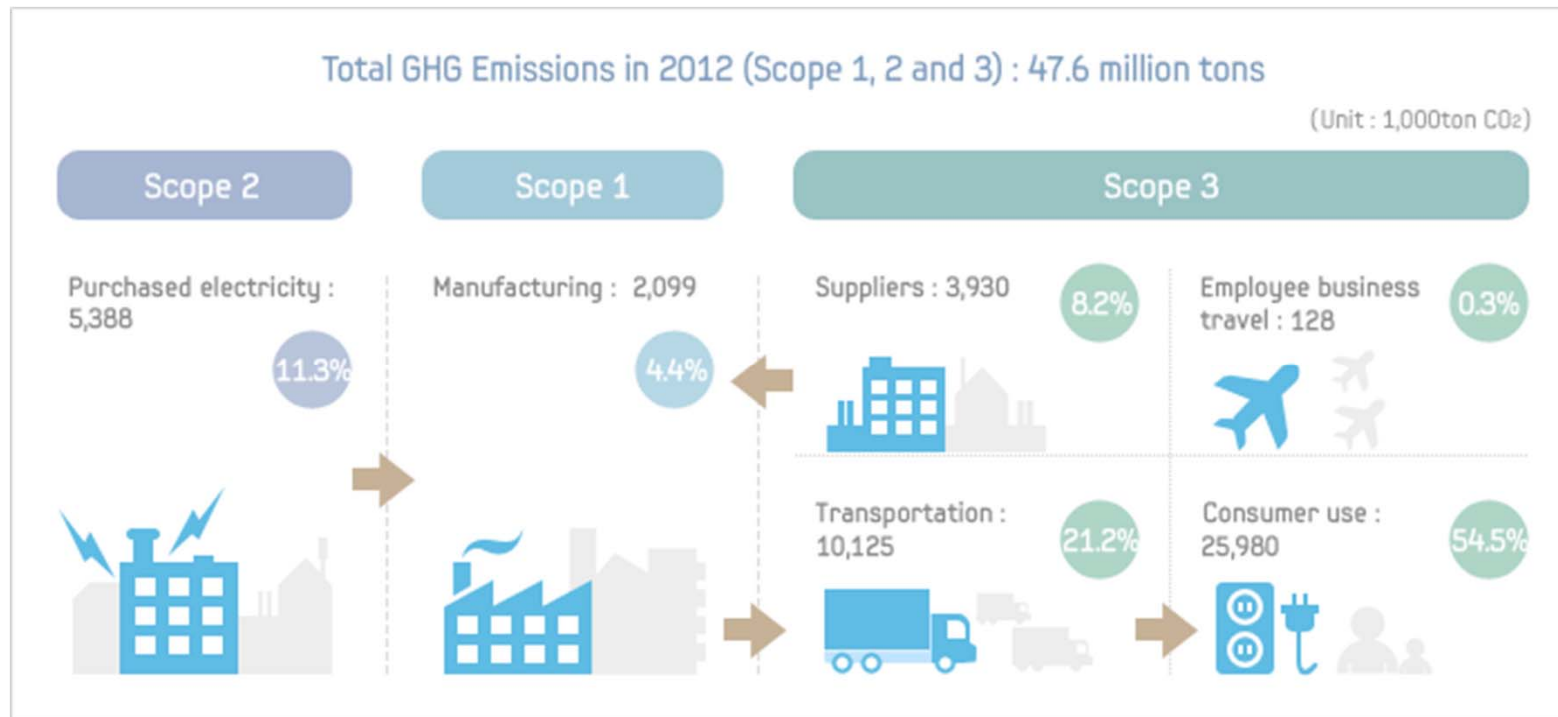 Total GHG Emissions in 2012 (Scope 1, 2 and 3) : 47.6 million tons
(Unit : 1,000ton CO₂)
Scope 2
Scope 1
Scope 3
Purchased electricity :
5,388
11.3%
Manufacturing : 2,099
4.4%
Suppliers : 3,930
8.2%
Employee business
travel : 128
0.3%
Transportation :
10,125
21.2%
Consumer use :
25,980
54.5%